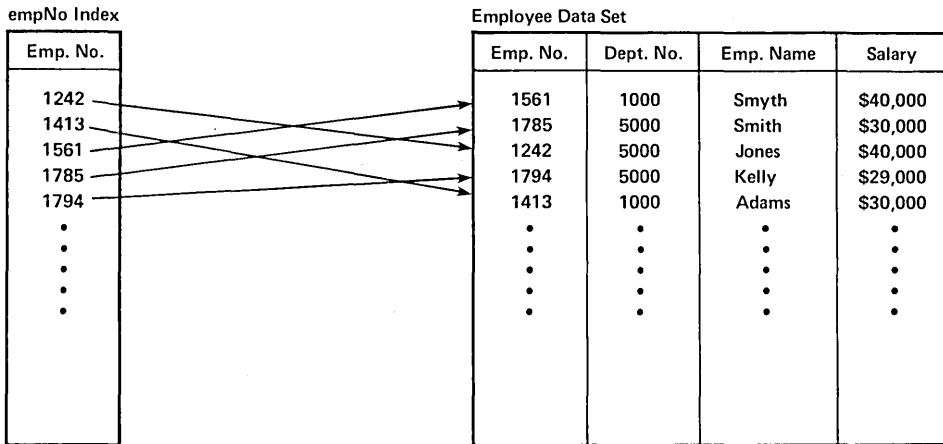 empNo Index
Emp. No.
1242
1413
1561
1785
1794
Employee Data Set
Emp. No. Dept. No. Emp. Name Salary
1561 1000 Smyth $40,000
1785 5000 Smith $30,000
1242 5000 Jones $40,000
1794 5000 Kelly $29,000
1413 1000 Adams $30,000